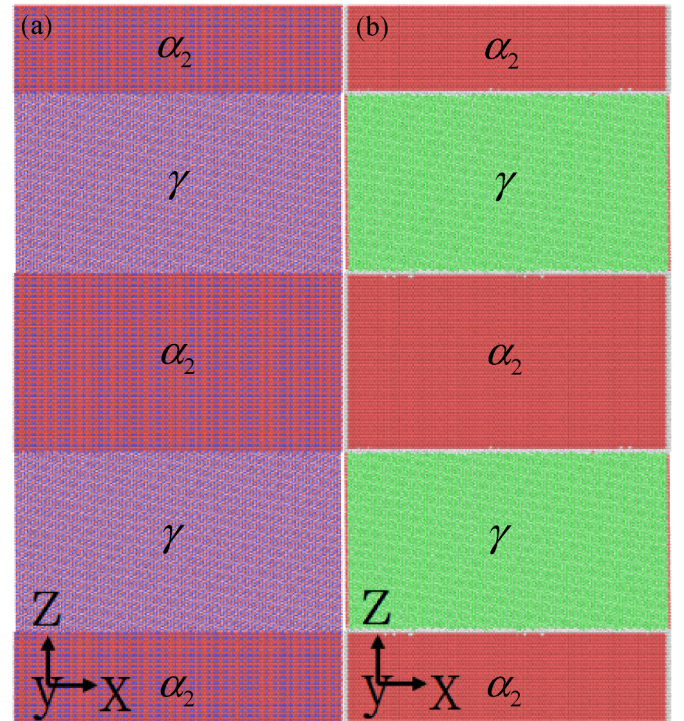 (a) α₂ (b) α₂
γ γ
α₂ α₂
γ γ
Z Z
y X α₂ y X α₂